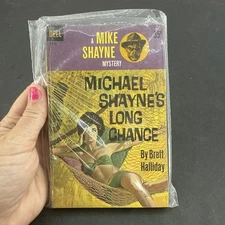 DELL
A
MIKE
SHAYNE
MYSTERY
MICHAEL
SHAYNE'S
LONG
CHANCE
By Brett
Halliday